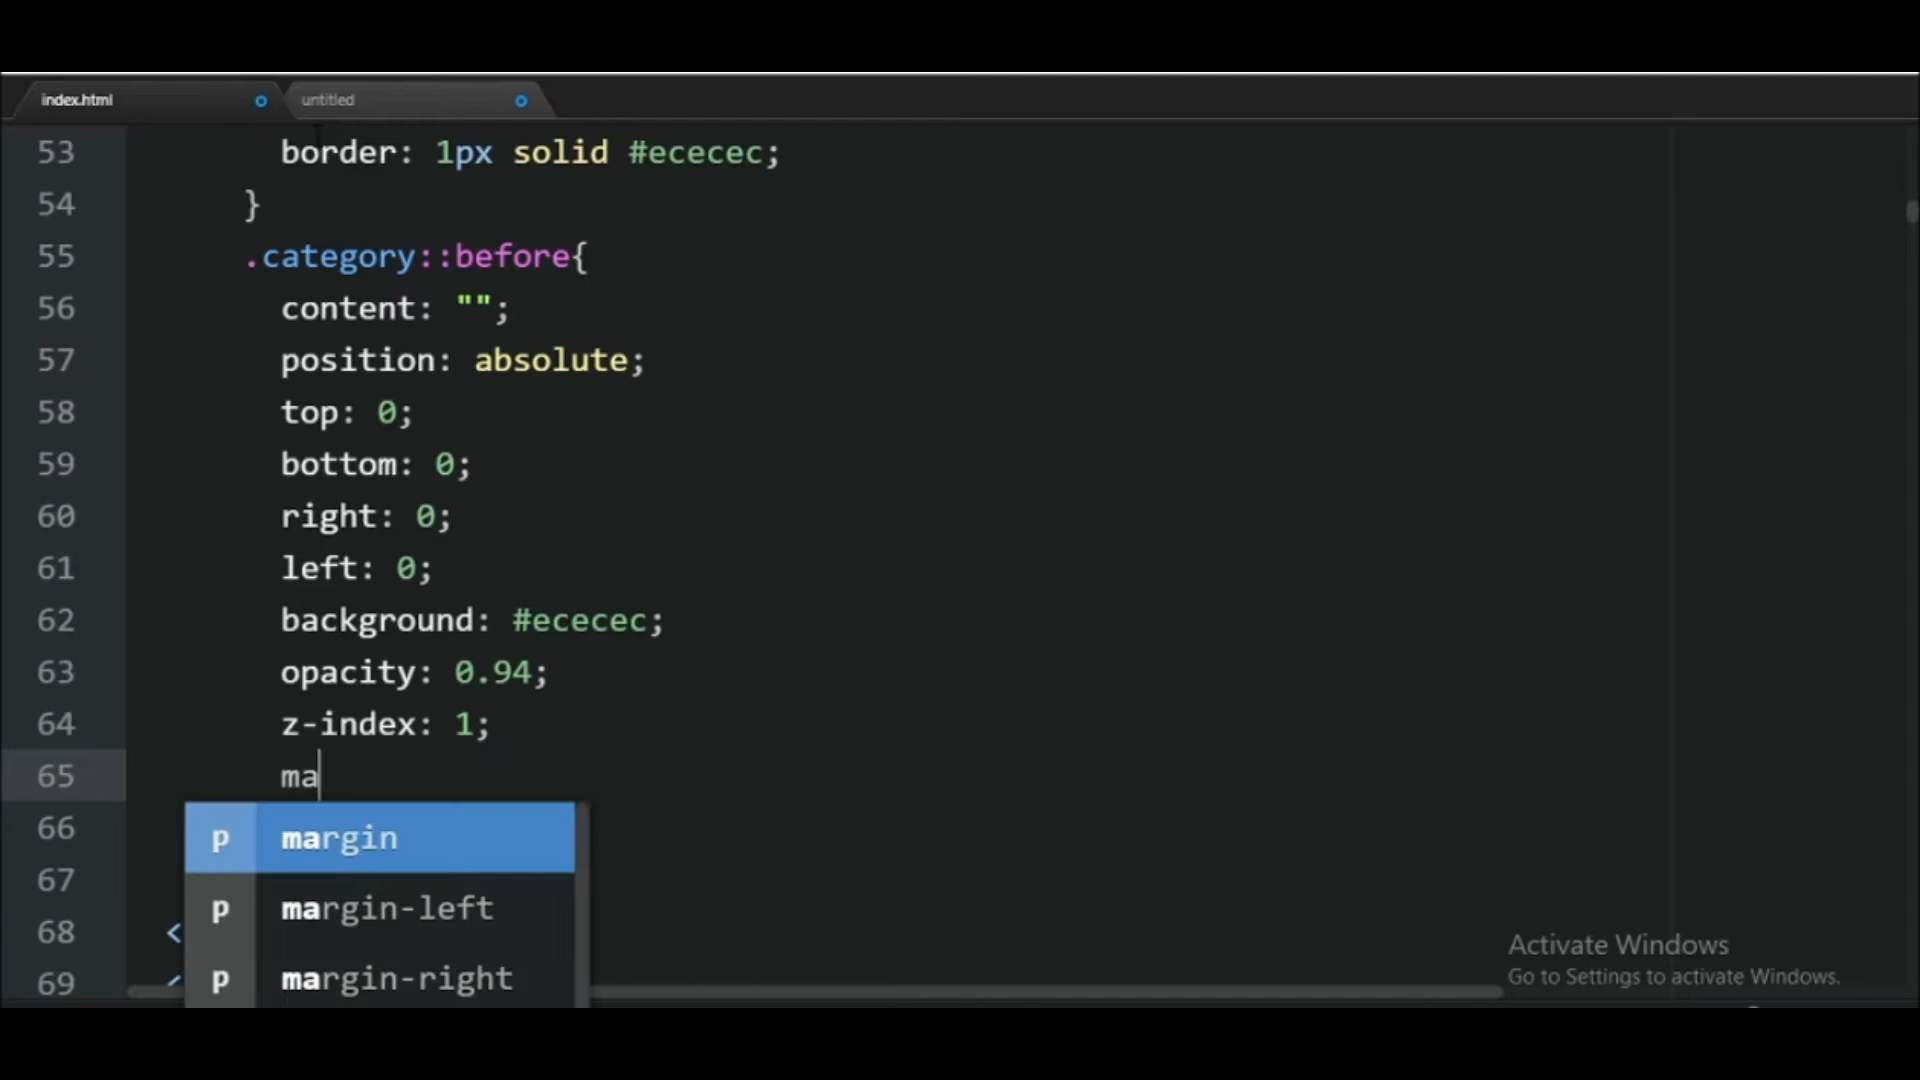 index.html untitled
53 border: 1px solid #ececec;
54 }
55 .category::before{
56 content: "";
57 position: absolute;
58 top: 0;
59 bottom: 0;
60 right: 0;
61 left: 0;
62 background: #ececec;
63 opacity: 0.94;
64 z-index: 1;
65 ma
66 p margin
67 p margin-left
68 <
69 p margin-right
Activate Windows
Go to Settings to activate Windows.